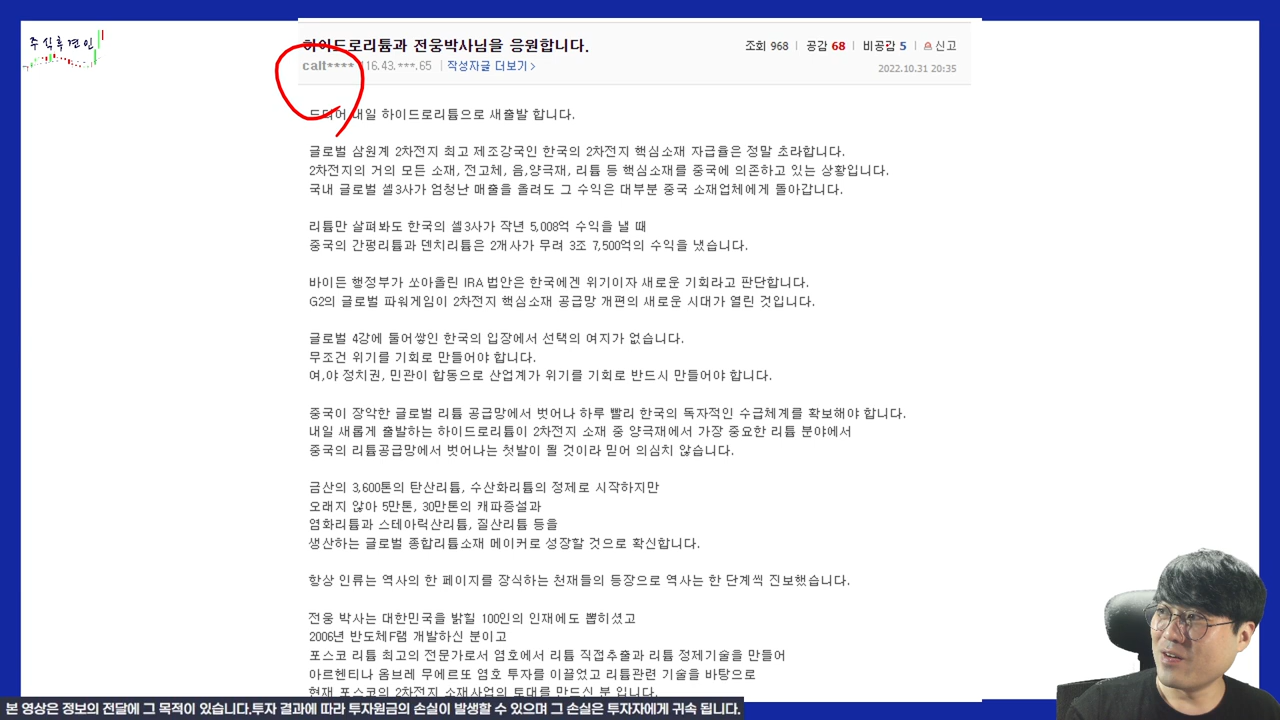 주식후견인
하이드로리튬과 전웅박사님을 응원합니다.
조회 968 | 공감 68 | 비공감 5 | 신고
calt**** 116.43.***.65 | 작성자글 더보기 >
2022.10.31 20:35
드디어 내일 하이드로리튬으로 새출발 합니다.
글로벌 삼원계 2차전지 최고 제조강국인 한국의 2차전지 핵심소재 자급율은 정말 초라합니다.
2차전지의 거의 모든 소재, 전고체, 음,양극재, 리튬 등 핵심소재를 중국에 의존하고 있는 상황입니다.
국내 글로벌 셀3사가 엄청난 매출을 올려도 그 수익은 대부분 중국 소재업체에게 돌아갑니다.
리튬만 살펴봐도 한국의 셀3사가 작년 5,008억 수익을 낼 때
중국의 간펑리튬과 덴치리튬은 2개사가 무려 3조 7,500억의 수익을 냈습니다.
바이든 행정부가 쏘아올린 IRA 법안은 한국에겐 위기이자 새로운 기회라고 판단합니다.
G2의 글로벌 파워게임이 2차전지 핵심소재 공급망 개편의 새로운 시대가 열린 것입니다.
글로벌 4강에 둘어쌓인 한국의 입장에서 선택의 여지가 없습니다.
무조건 위기를 기회로 만들어야 합니다.
여,야 정치권, 민관이 합동으로 산업계가 위기를 기회로 반드시 만들어야 합니다.
중국이 장악한 글로벌 리튬 공급망에서 벗어나 하루 빨리 한국의 독자적인 수급체계를 확보해야 합니다.
내일 새롭게 출발하는 하이드로리튬이 2차전지 소재 중 양극재에서 가장 중요한 리튬 분야에서
중국의 리튬공급망에서 벗어나는 첫발이 될 것이라 믿어 의심치 않습니다.
금산의 3,600톤의 탄산리튬, 수산화리튬의 정제로 시작하지만
오래지 않아 5만톤, 30만톤의 캐파증설과
염화리튬과 스테아릭산리튬, 질산리튬 등을
생산하는 글로벌 종합리튬소재 메이커로 성장할 것으로 확신합니다.
항상 인류는 역사의 한 페이지를 장식하는 천재들의 등장으로 역사는 한 단계씩 진보했습니다.
전웅 박사는 대한민국을 밝힐 100인의 인재에도 뽑히셨고
2006년 반도체F램 개발하신 분이고
포스코 리튬 최고의 전문가로서 염호에서 리튬 직접추출과 리튬 정제기술을 만들어
아르헨티나 옴브레 무에르또 염호 투자를 이끌었고 리튬관련 기술을 바탕으로
현재 포스코의 2차전지 소재사업의 토대를 만드신 분 입니다.
본 영상은 정보의 전달에 그 목적이 있습니다.투자 결과에 따라 투자원금의 손실이 발생할 수 있으며 그 손실은 투자자에게 귀속 됩니다.